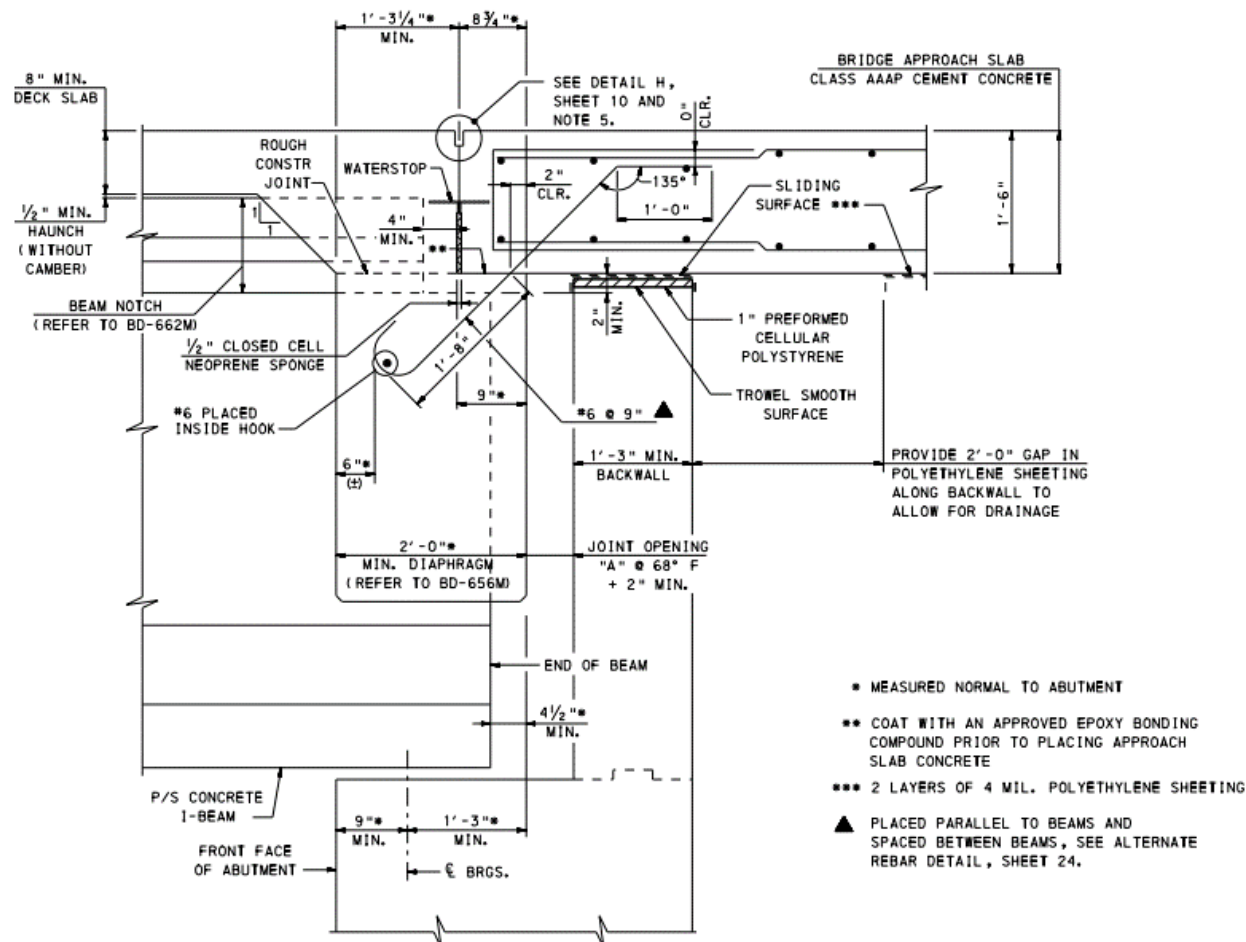 1'-3¼"*
MIN.
8¾"*
8" MIN.
DECK SLAB
SEE DETAIL H,
SHEET 10 AND
NOTE 5.
0"
CLR.
BRIDGE APPROACH SLAB
CLASS AAAP CEMENT CONCRETE
ROUGH
CONSTR
JOINT
WATERSTOP
2"
CLR.
135°
1'-0"
SLIDING
SURFACE ***
1'-6"
½" MIN.
HAUNCH
(WITHOUT
CAMBER)
1
1
4"
MIN.
**
BEAM NOTCH
(REFER TO BD-662M)
2"
MIN.
1" PREFORMED
CELLULAR
POLYSTYRENE
½" CLOSED CELL
NEOPRENE SPONGE
1'-8"
TROWEL SMOOTH
SURFACE
#6 PLACED
INSIDE HOOK
9"*
#6 @ 9" ▲
6"*
(±)
1'-3" MIN.
BACKWALL
PROVIDE 2'-0" GAP IN
POLYETHYLENE SHEETING
ALONG BACKWALL TO
ALLOW FOR DRAINAGE
2'-0"*
MIN. DIAPHRAGM
(REFER TO BD-656M)
JOINT OPENING
"A" @ 68° F
+ 2" MIN.
END OF BEAM
4½"*
MIN.
P/S CONCRETE
I-BEAM
9"*
MIN.
1'-3"*
MIN.
FRONT FACE
OF ABUTMENT
℄ BRGS.
* MEASURED NORMAL TO ABUTMENT
** COAT WITH AN APPROVED EPOXY BONDING
COMPOUND PRIOR TO PLACING APPROACH
SLAB CONCRETE
*** 2 LAYERS OF 4 MIL. POLYETHYLENE SHEETING
▲ PLACED PARALLEL TO BEAMS AND
SPACED BETWEEN BEAMS, SEE ALTERNATE
REBAR DETAIL, SHEET 24.